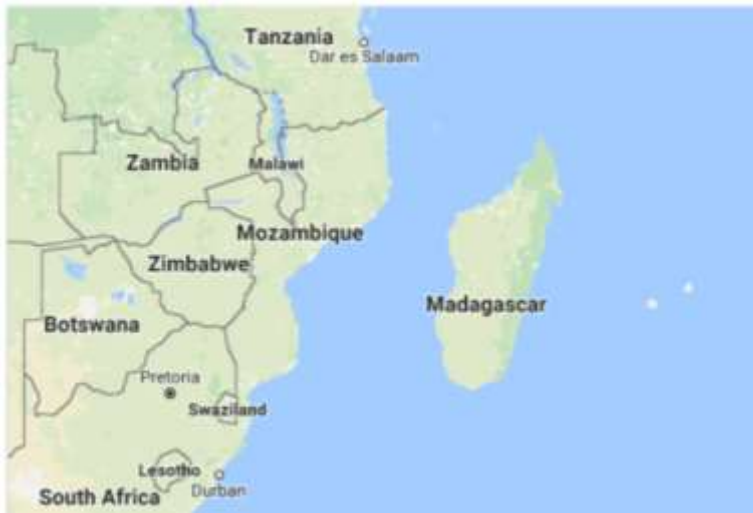 Tanzania
Dar es Salaam
Zambia
Malawi
Mozambique
Zimbabwe
Madagascar
Botswana
Pretoria
Swaziland
Lesotho
Durban
South Africa